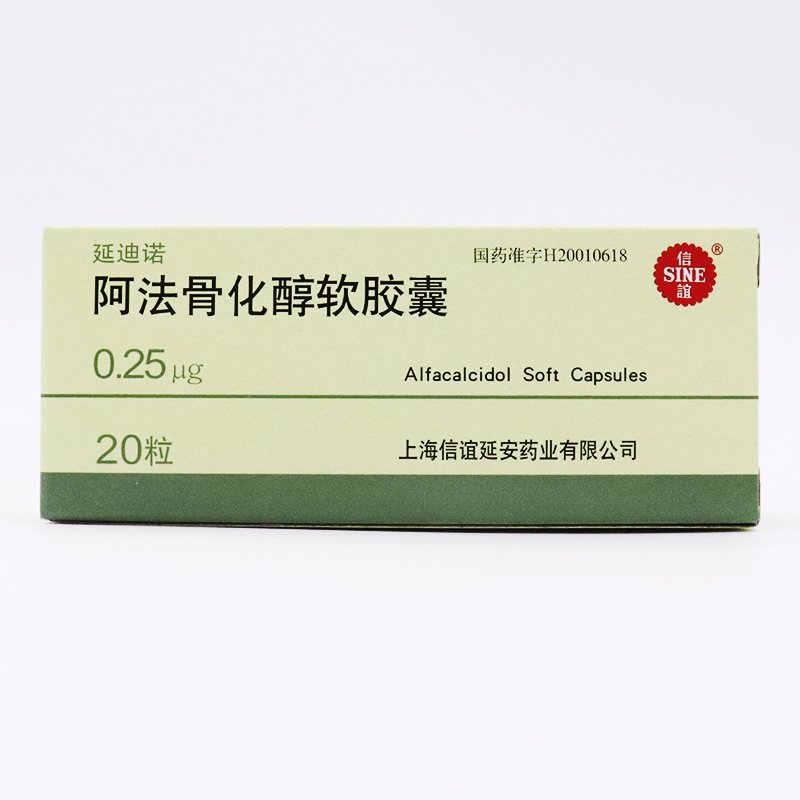 延迪诺
国药准字H20010618
信
SINE
誼
®
阿法骨化醇软胶囊
0.25 μg
Alfacalcidol Soft Capsules
20粒
上海信谊延安药业有限公司